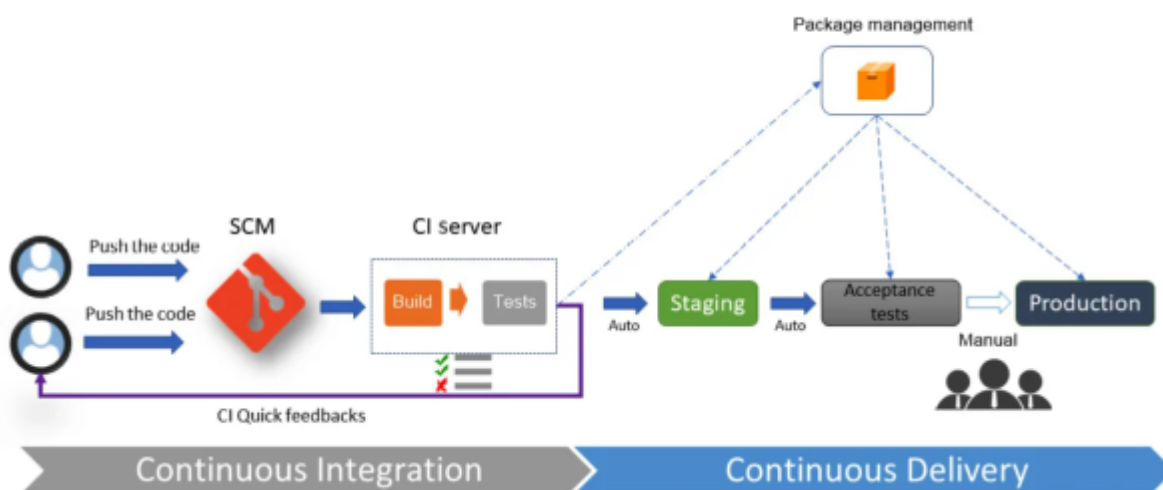 Package management
SCM
CI server
Push the code
Push the code
Build
Tests
Auto
Staging
Auto
Acceptance
tests
Production
Manual
CI Quick feedbacks
Continuous Integration
Continuous Delivery